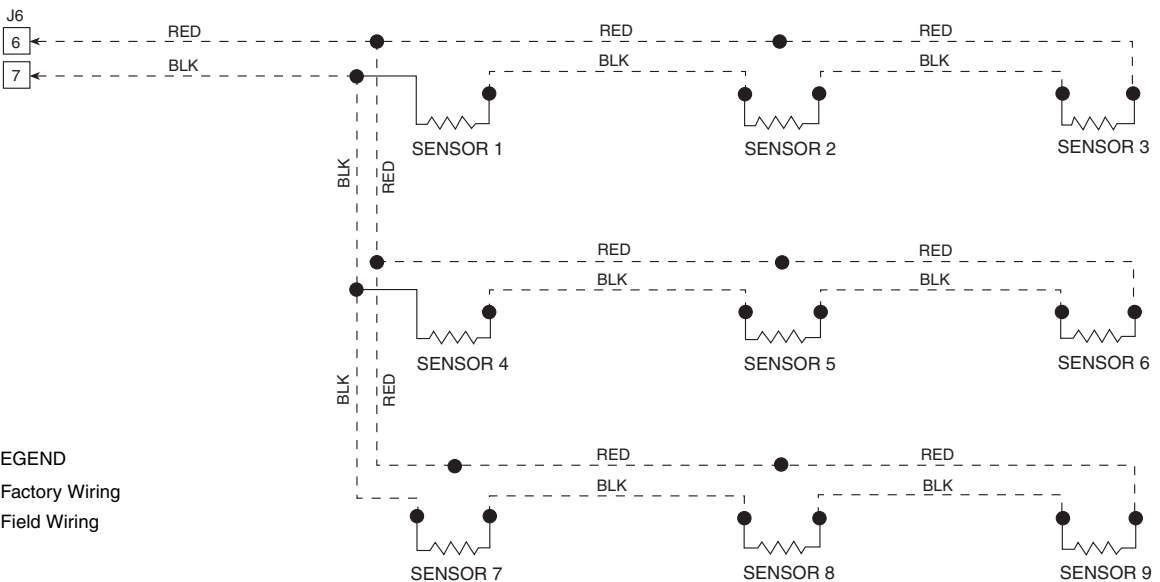 J6
6
RED
RED
RED
7
BLK
BLK
BLK
SENSOR 1
SENSOR 2
SENSOR 3
BLK
RED
RED
RED
BLK
BLK
SENSOR 4
SENSOR 5
SENSOR 6
BLK
RED
RED
RED
BLK
BLK
SENSOR 7
SENSOR 8
SENSOR 9
EGEND
Factory Wiring
Field Wiring